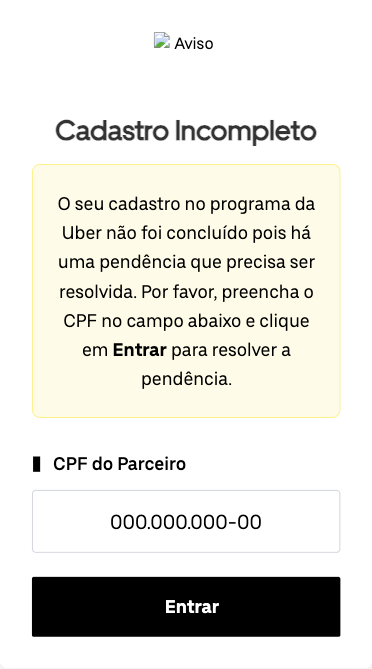 Aviso
Cadastro Incompleto
O seu cadastro no programa da
Uber não foi concluído pois há
uma pendência que precisa ser
resolvida. Por favor, preencha o
CPF no campo abaixo e clique
em Entrar para resolver a
pendência.
CPF do Parceiro
000.000.000-00
Entrar